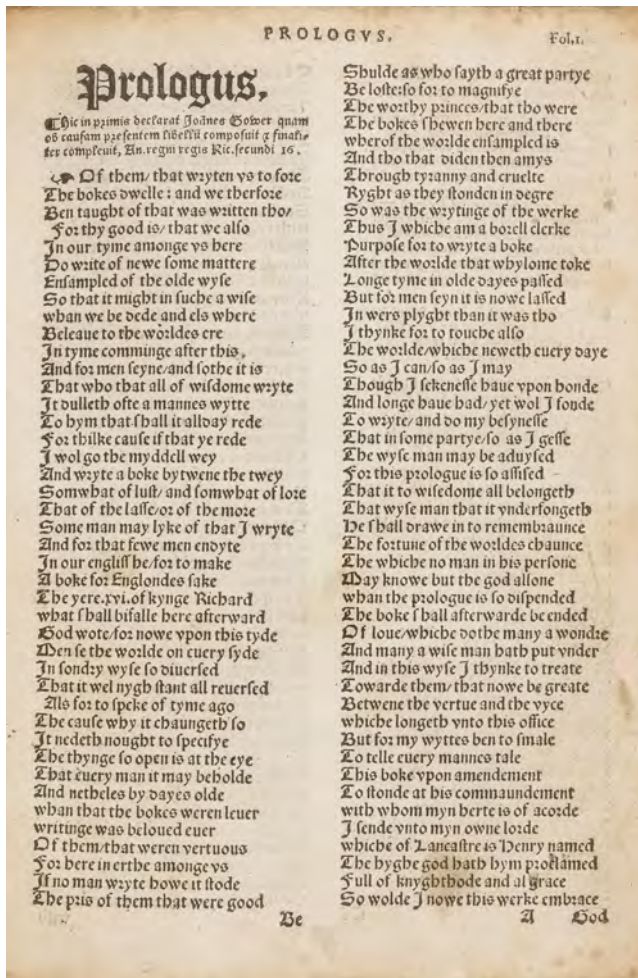 PROLOGVS.
Fol.1.
Prologus.
¶Hic in primis declarat Joānes Gower quam
ob causam presentem libellū composuit & finali-
ter compleuit, An. regni regis Ric. secundi 16.
Of them/ that wryten vs to fore
The bokes dwelle: and we therfore
Ben taught of that was written tho/
For thy good is/ that we also
In our tyme amonge vs here
Do write of newe some mattere
Ensampled of the olde wyse
So that it might in suche a wise
whan we be dede and els where
Beleaue to the worldes ere
In tyme comminge after this.
And for men seyne/and sothe it is
That who that all of wisdome wryte
It dulleth ofte a mannes wytte
To hym that shall it allday rede
For thilke cause if that ye rede
I wol go the myddell wey
And wryte a boke bytwene the twey
Somwhat of lust/ and somwhat of lore
That of the lasse/or of the more
Some man may lyke of that I wryte
And for that fewe men endyte
In our englisshe/for to make
A boke for Englondes sake
The yere.xvi.of kynge Richard
what shall bifalle here afterward
God wote/for nowe vpon this tyde
Men se the worlde on euery syde
In sondry wyse so diuersed
That it wel nygh stant all reuersed
Als for to speke of tyme ago
The cause why it chaungeth so
It nedeth nought to specifye
The thynge so open is at the eye
That euery man it may beholde
And netheles by dayes olde
whan that the bokes weren leuer
writinge was beloued euer
Of them/that weren vertuous
For here in erthe amonge vs
If no man wryte howe it stode
The pris of them that were good
Be
Shulde as who sayth a great partye
Be loste:so for to magnifye
The worthy princes/that tho were
The bokes shewen here and there
wherof the worlde ensampled is
And tho that diden then amys
Through tyranny and cruelte
Ryght as they stonden in degre
So was the wrytinge of the werke
Thus I whiche am a borell clerke
Purpose for to wryte a boke
After the worlde that whylome toke
Longe tyme in olde dayes passed
But for men seyn it is nowe lassed
In wers plyght than it was tho
I thynke for to touche also
The worlde/whiche neweth euery daye
So as I can/so as I may
Though I sekenesse haue vpon honde
And longe haue had/ yet wol I fonde
To wryte/ and do my besynesse
That in some partye/so as I gesse
The wyse man may be aduysed
For this prologue is so assised
That it to wisedome all belongeth
That wyse man that it vnderfongeth
He shall drawe in to remembraunce
The fortune of the worldes chaunce
The whiche no man in his persone
May knowe but the god allone
whan the prologue is so dispended
The boke shall afterwarde be ended
Of loue/whiche dothe many a wondre
And many a wise man hath put vnder
And in this wyse I thynke to treate
Towarde them/that nowe be greate
Betwene the vertue and the vyce
whiche longeth vnto this office
But for my wyttes ben to smale
To telle euery mannes tale
This boke vpon amendement
To stonde at his commaundement
with whom myn herte is of acorde
I sende vnto myn owne lorde
whiche of Lancastre is Henry named
The hyghe god hath hym proclamed
Full of knyghthode and al grace
So wolde I nowe this werke embrace
A God